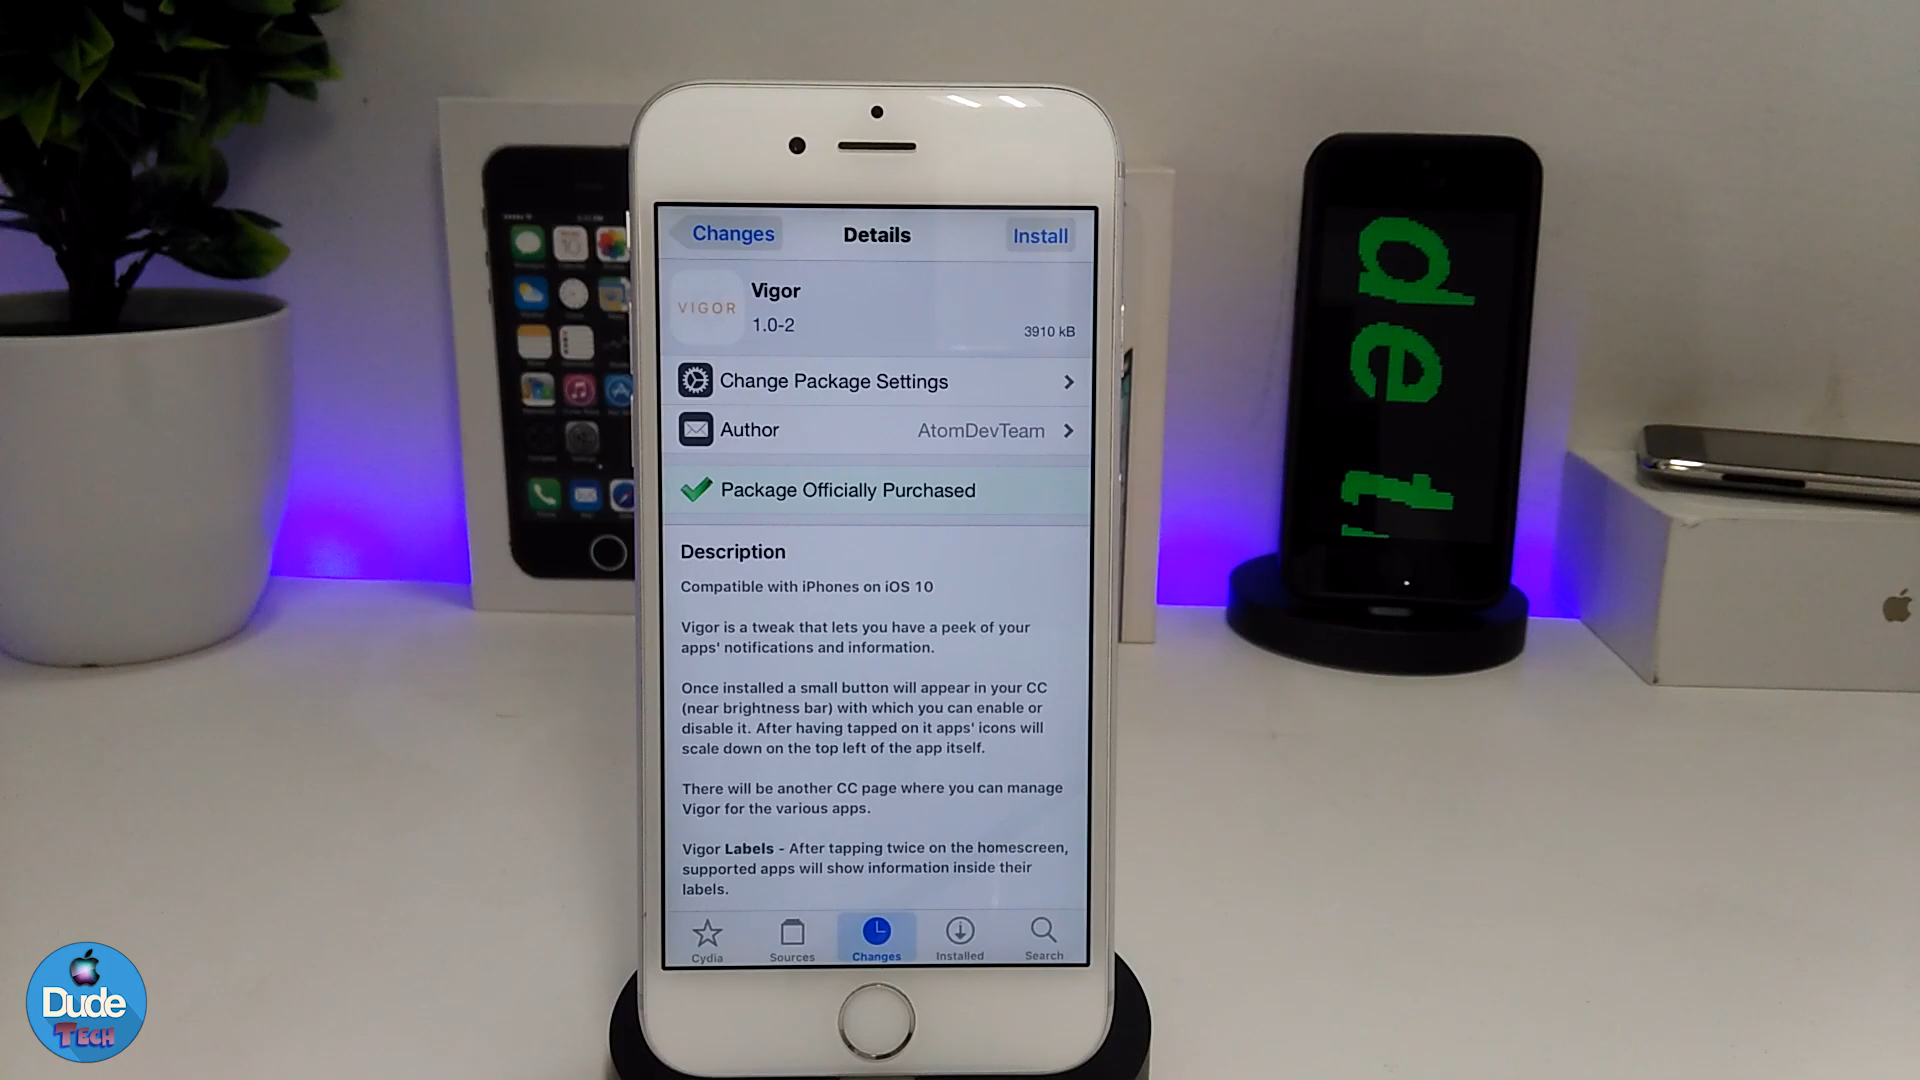 Changes
Details
Install
VIGOR
Vigor
1.0-2
3910 kB
Change Package Settings
Author
AtomDevTeam
Package Officially Purchased
Description
Compatible with iPhones on iOS 10
Vigor is a tweak that lets you have a peek of your
apps' notifications and information.
Once installed a small button will appear in your CC
(near brightness bar) with which you can enable or
disable it. After having tapped on it apps' icons will
scale down on the top left of the app itself.
There will be another CC page where you can manage
Vigor for the various apps.
Vigor Labels - After tapping twice on the homescreen,
supported apps will show information inside their
labels.
Cydia
Sources
Changes
Installed
Search
de t
Dude
TECH